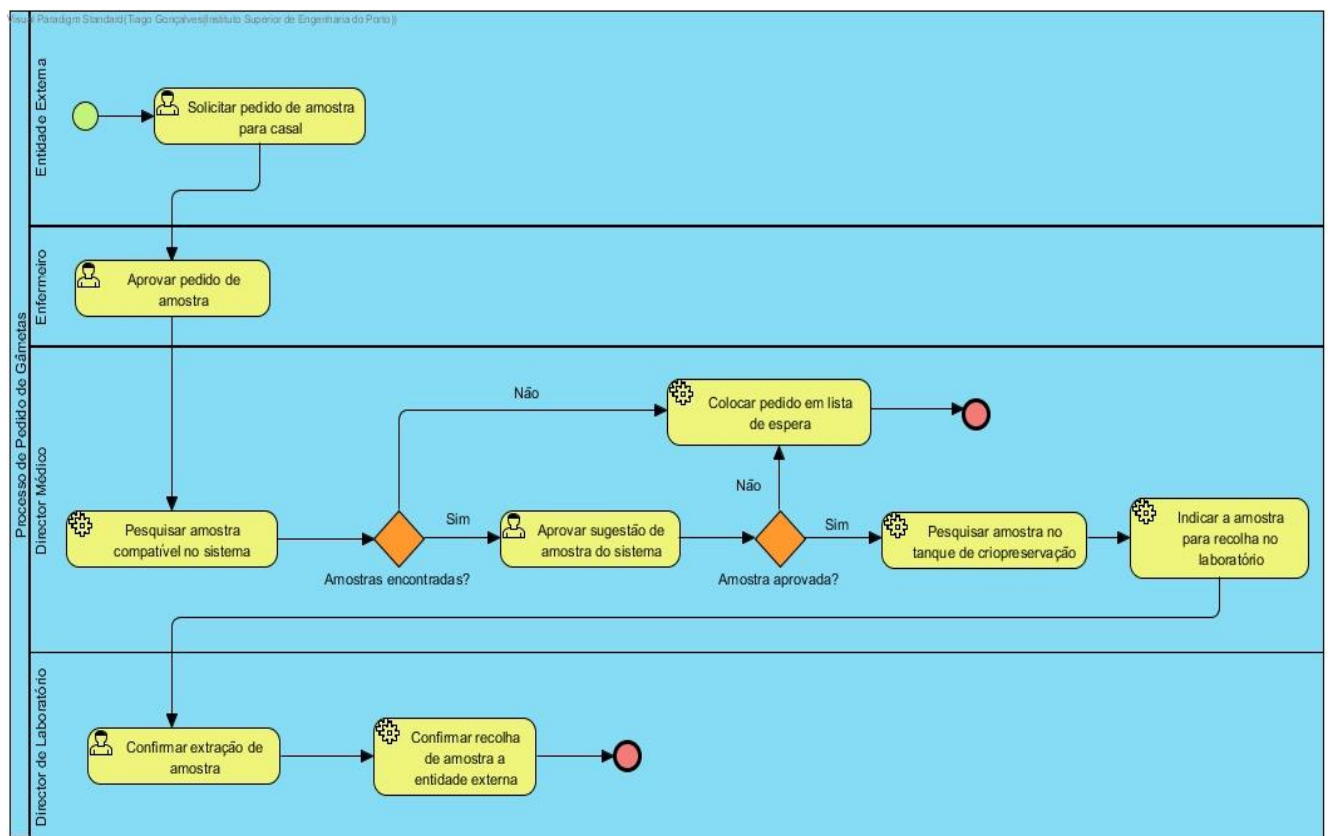 Visual Paradigm Standard(Tiago Gonçalves(Instituto Superior de Engenharia do Porto))
Processo de Pedido de Gâmetas
Entidade Externa
Solicitar pedido de amostra
para casal
Enfermeiro
Aprovar pedido de
amostra
Director Médico
Não
Colocar pedido em lista
de espera
Não
Pesquisar amostra
compatível no sistema
Amostras encontradas?
Sim
Aprovar sugestão de
amostra do sistema
Amostra aprovada?
Sim
Pesquisar amostra no
tanque de criopreservação
Indicar a amostra
para recolha no
laboratório
Director de Laboratório
Confirmar extração de
amostra
Confirmar recolha
de amostra a
entidade externa